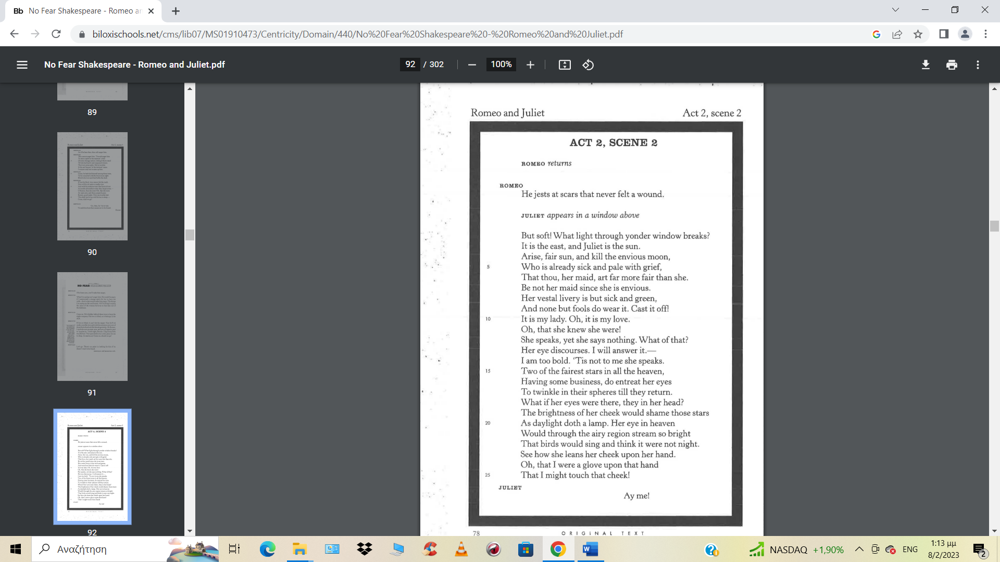 Bb No Fear Shakespeare - Romeo an
biloxischools.net/cms/lib07/MS01910473/Centricity/Domain/440/No%20Fear%20Shakespeare%20-%20Romeo%20and%20Juliet.pdf
No Fear Shakespeare - Romeo and Juliet.pdf
92 / 302
100%
89
90
91
92
Romeo and Juliet Act 2, scene 2
ACT 2, SCENE 2
ROMEO returns
ROMEO
He jests at scars that never felt a wound.
JULIET appears in a window above
But soft! What light through yonder window breaks?
It is the east, and Juliet is the sun.
Arise, fair sun, and kill the envious moon,
5 Who is already sick and pale with grief,
That thou, her maid, art far more fair than she.
Be not her maid since she is envious.
Her vestal livery is but sick and green,
And none but fools do wear it. Cast it off!
10 It is my lady. Oh, it is my love.
Oh, that she knew she were!
She speaks, yet she says nothing. What of that?
Her eye discourses. I will answer it.—
I am too bold. 'Tis not to me she speaks.
15 Two of the fairest stars in all the heaven,
Having some business, do entreat her eyes
To twinkle in their spheres till they return.
What if her eyes were there, they in her head?
The brightness of her cheek would shame those stars
20 As daylight doth a lamp. Her eye in heaven
Would through the airy region stream so bright
That birds would sing and think it were not night.
See how she leans her cheek upon her hand.
Oh, that I were a glove upon that hand
25 That I might touch that cheek!
JULIET
Ay me!
78 ORIGINAL TEXT
Αναζήτηση
NASDAQ +1,90%
ENG
1:13 μμ
8/2/2023
2